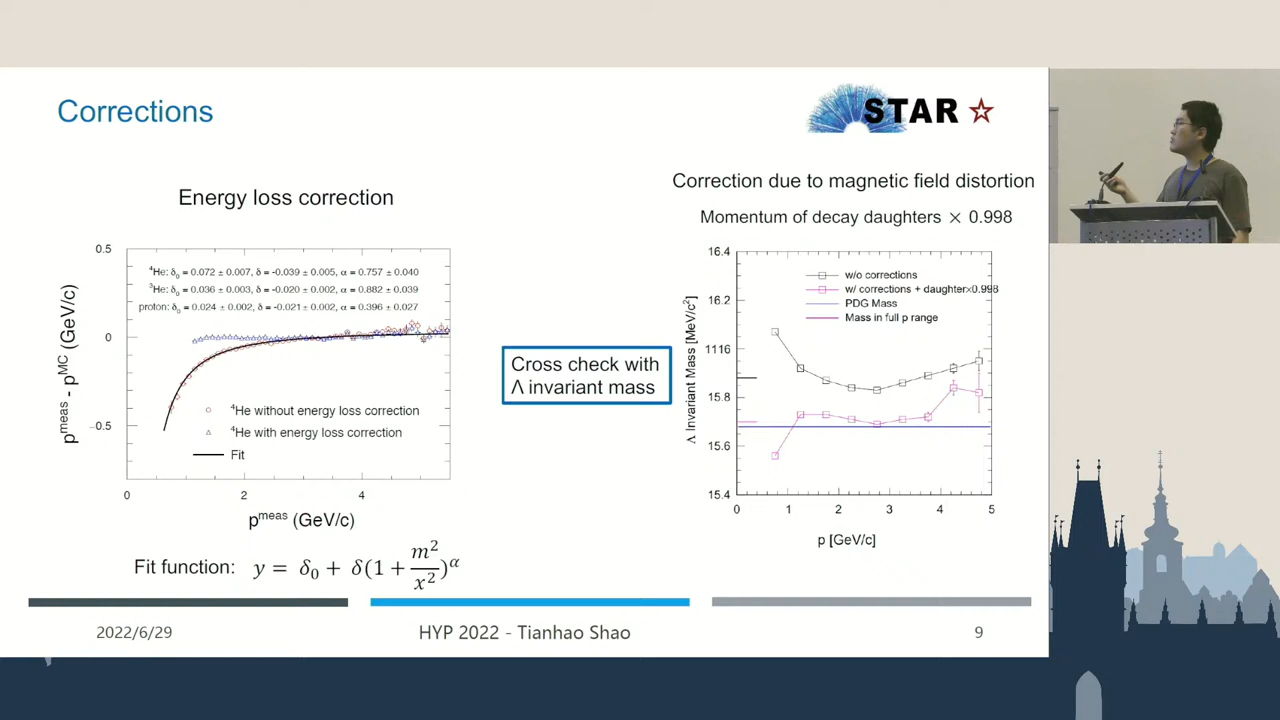 Corrections
STAR
Energy loss correction
0.5
0
−0.5
0
2
4
p^meas - p^MC (GeV/c)
⁴He: δ₀ = 0.072 ± 0.007, δ = -0.039 ± 0.005, α = 0.757 ± 0.040
³He: δ₀ = 0.036 ± 0.003, δ = -0.020 ± 0.002, α = 0.882 ± 0.039
proton: δ₀ = 0.024 ± 0.002, δ = -0.021 ± 0.002, α = 0.396 ± 0.027
⁴He without energy loss correction
⁴He with energy loss correction
Fit
p^meas (GeV/c)
Fit function: y = δ₀ + δ(1 + m²/x²)^α
Cross check with
Λ invariant mass
Correction due to magnetic field distortion
Momentum of decay daughters × 0.998
16.4
16.2
1116
15.8
15.6
15.4
0
1
2
3
4
5
Λ Invariant Mass [MeV/c²]
w/o corrections
w/ corrections + daughter×0.998
PDG Mass
Mass in full p range
p [GeV/c]
2022/6/29
HYP 2022 - Tianhao Shao
9